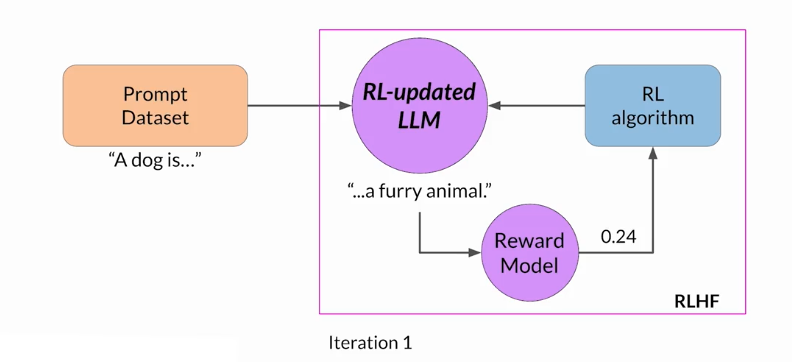 Prompt
Dataset
"A dog is..."
RL-updated
LLM
RL
algorithm
"...a furry animal."
Reward
Model
0.24
RLHF
Iteration 1